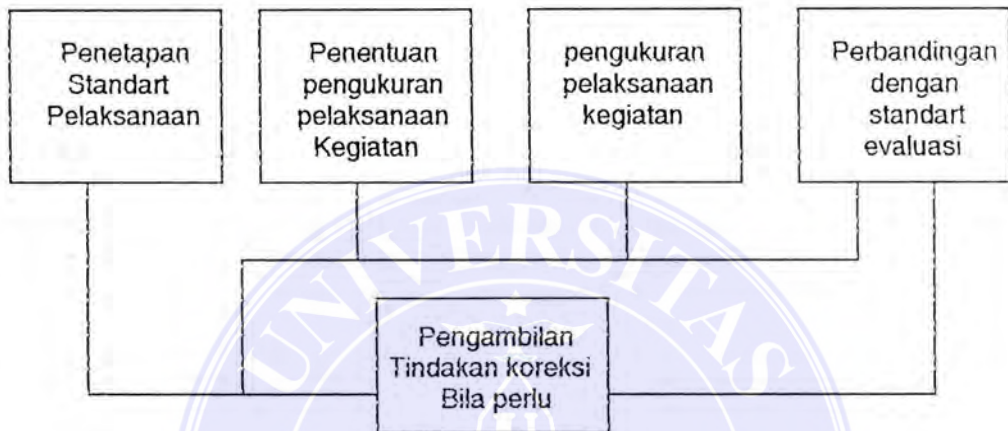 Penetapan
Standart
Pelaksanaan
Penentuan
pengukuran
pelaksanaan
Kegiatan
pengukuran
pelaksanaan
kegiatan
Perbandingan
dengan
standart
evaluasi
UNIVERSITAS
Pengambilan
Tindakan koreksi
Bila perlu